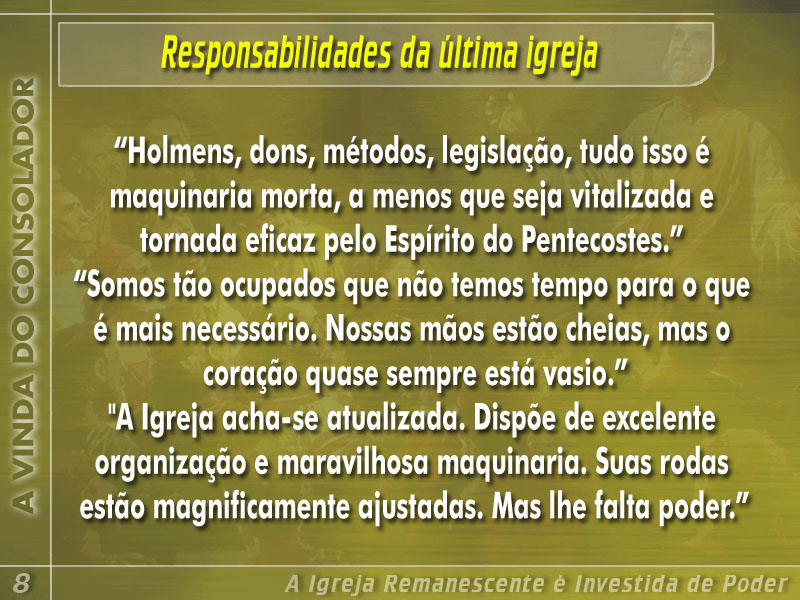 Responsabilidades da última igreja
A VINDA DO CONSOLADOR
“Holmens, dons, métodos, legislação, tudo isso é
maquinaria morta, a menos que seja vitalizada e
tornada eficaz pelo Espírito do Pentecostes.”
“Somos tão ocupados que não temos tempo para o que
é mais necessário. Nossas mãos estão cheias, mas o
coração quase sempre está vasio.”
"A Igreja acha-se atualizada. Dispõe de excelente
organização e maravilhosa maquinaria. Suas rodas
estão magnificamente ajustadas. Mas lhe falta poder.”
8
A Igreja Remanescente é Investida de Poder